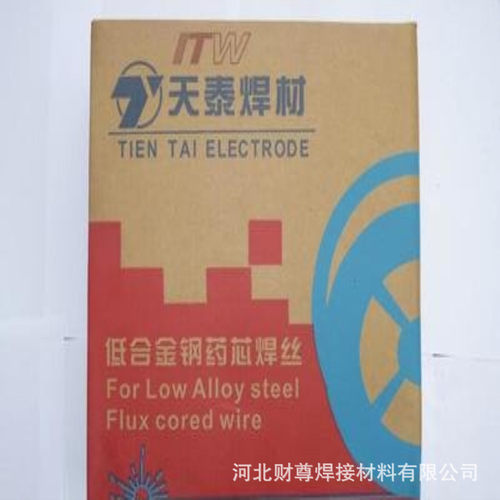 ITW
天泰焊材
TIEN TAI ELECTRODE
低合金钢药芯焊丝
For Low Alloy steel
Flux cored wire
河北财尊焊接材料有限公司